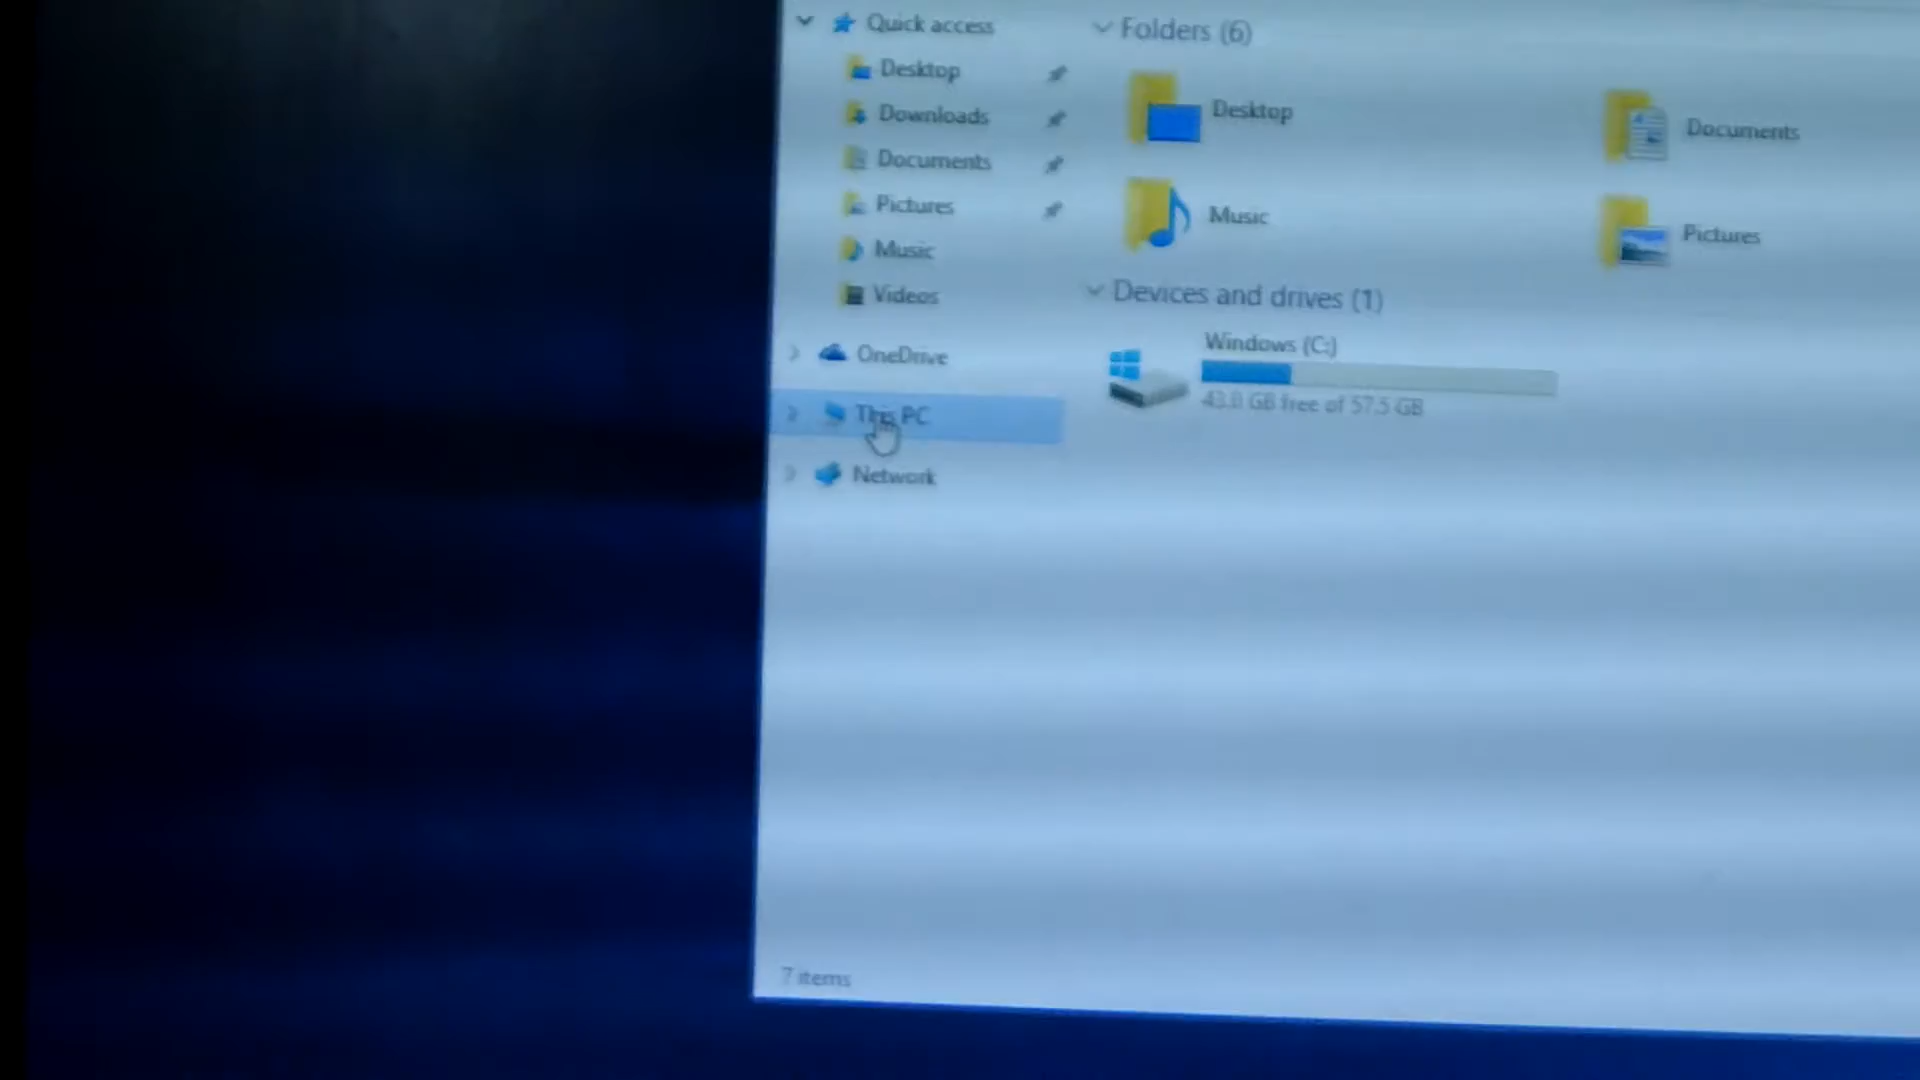 Quick access
Desktop
Downloads
Documents
Pictures
Music
Videos
OneDrive
This PC
Network
Folders (6)
Desktop
Documents
Music
Pictures
Devices and drives (1)
Windows (C:)
43.8 GB free of 57.5 GB
7 items